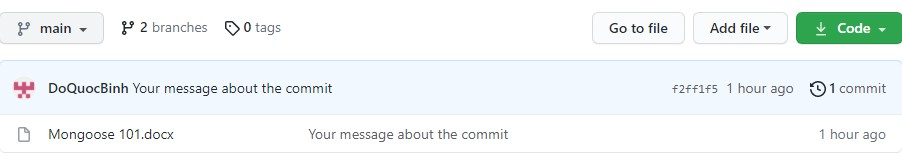 main 2 branches 0 tags Go to file Add file Code
DoQuocBinh Your message about the commit f2ff1f5 1 hour ago 1 commit
Mongoose 101.docx Your message about the commit 1 hour ago